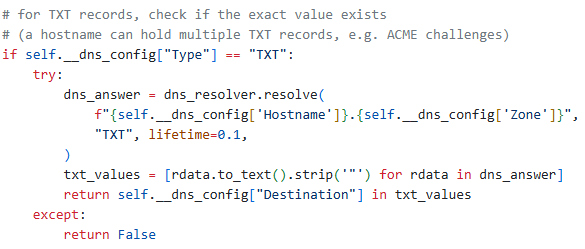 # for TXT records, check if the exact value exists
# (a hostname can hold multiple TXT records, e.g. ACME challenges)
if self.__dns_config["Type"] == "TXT":
    try:
        dns_answer = dns_resolver.resolve(
            f"{self.__dns_config['Hostname']}.{self.__dns_config['Zone']}",
            "TXT", lifetime=0.1,
        )
        txt_values = [rdata.to_text().strip('"') for rdata in dns_answer]
        return self.__dns_config["Destination"] in txt_values
    except:
        return False